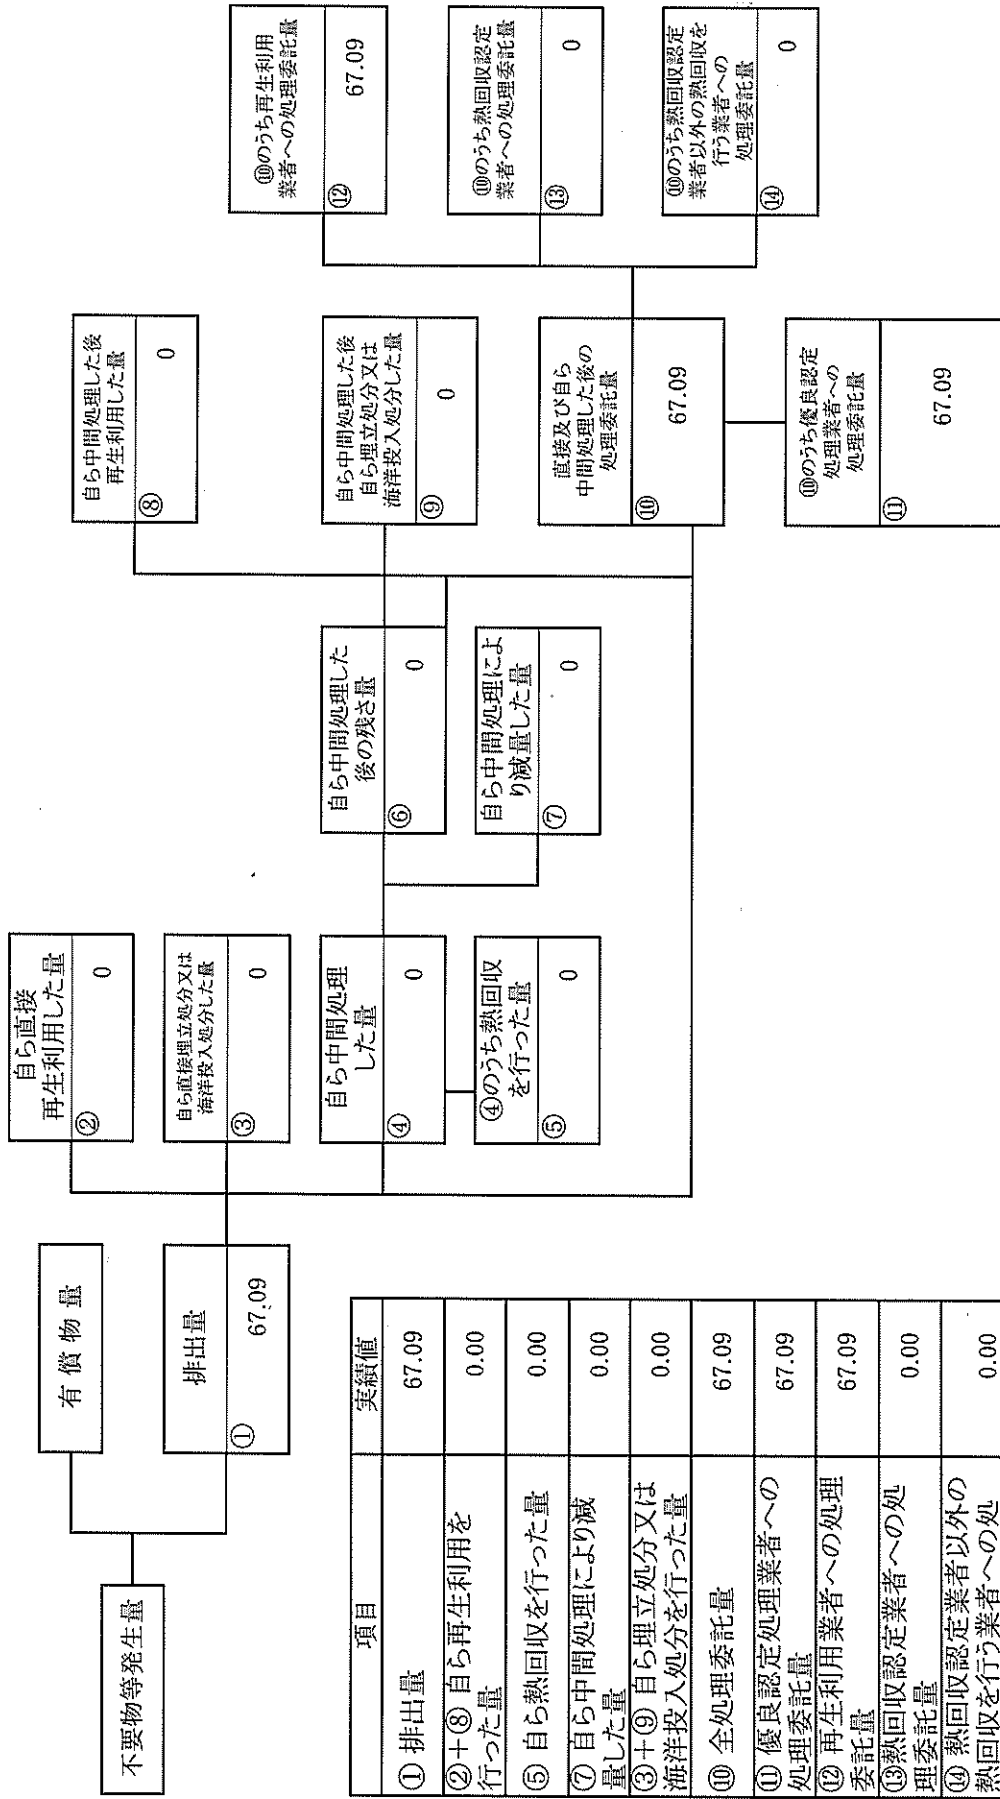 不要物等発生量
有償物量
排出量
①
67.09
自ら直接
再生利用した量
②
0
自ら直接埋立処分又は
海洋投入処分した量
③
0
自ら中間処理
した量
④
0
④のうち熱回収
を行った量
⑤
0
自ら中間処理した
後の残さ量
⑥
0
自ら中間処理によ
り減量した量
⑦
0
自ら中間処理した後
再生利用した量
⑧
0
自ら中間処理した後
自ら埋立処分又は
海洋投入処分した量
⑨
0
直接及び自ら
中間処理した後の
処理委託量
⑩
67.09
⑩のうち優良認定
処理業者への
処理委託量
⑪
67.09
⑩のうち再生利用
業者への処理委託量
⑫
67.09
⑩のうち熱回収認定
業者への処理委託量
⑬
0
⑩のうち熱回収認定
業者以外の熱回収を
行う業者への
処理委託量
⑭
0
項目 実績値
① 排出量 67.09
②+⑧ 自ら再生利用を
行った量 0.00
⑤ 自ら熱回収を行った量 0.00
⑦ 自ら中間処理により減
量した量 0.00
③+⑨ 自ら埋立処分又は
海洋投入処分を行った量 0.00
⑩ 全処理委託量 67.09
⑪ 優良認定処理業者への
処理委託量 67.09
⑫ 再生利用業者への処理
委託量 67.09
⑬熱回収認定業者への処
理委託量 0.00
⑭ 熱回収認定業者以外の
熱回収を行う業者への処 0.00